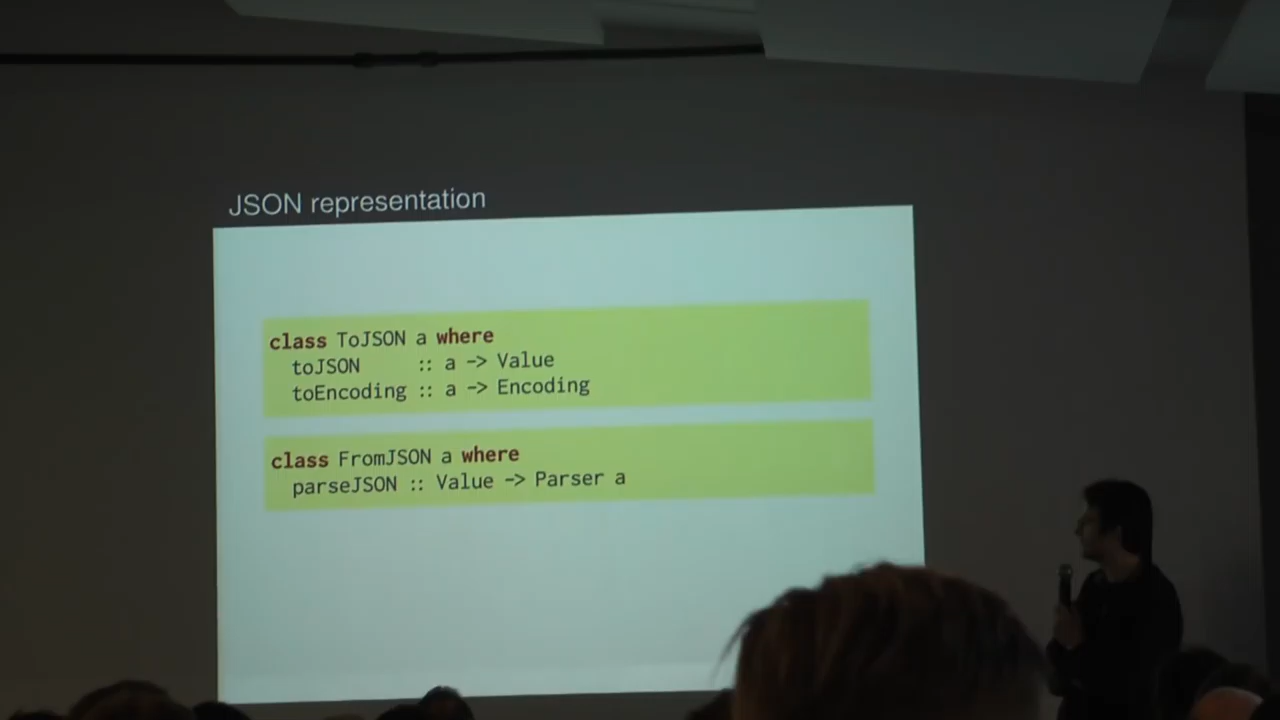 JSON representation
class ToJSON a where
  toJSON     :: a -> Value
  toEncoding :: a -> Encoding
class FromJSON a where
  parseJSON :: Value -> Parser a